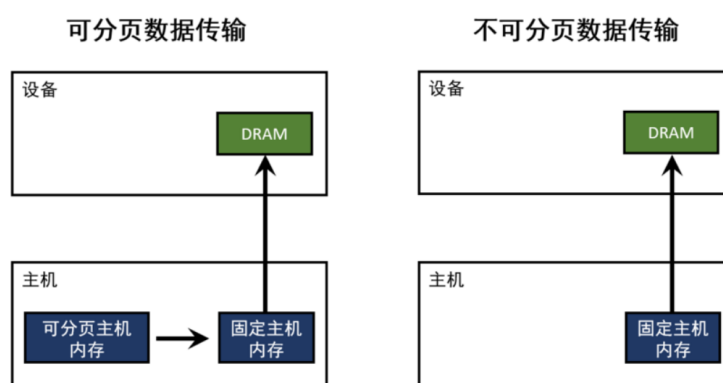 可分页数据传输
不可分页数据传输
设备
DRAM
主机
可分页主机
内存
固定主机
内存
设备
DRAM
主机
固定主机
内存